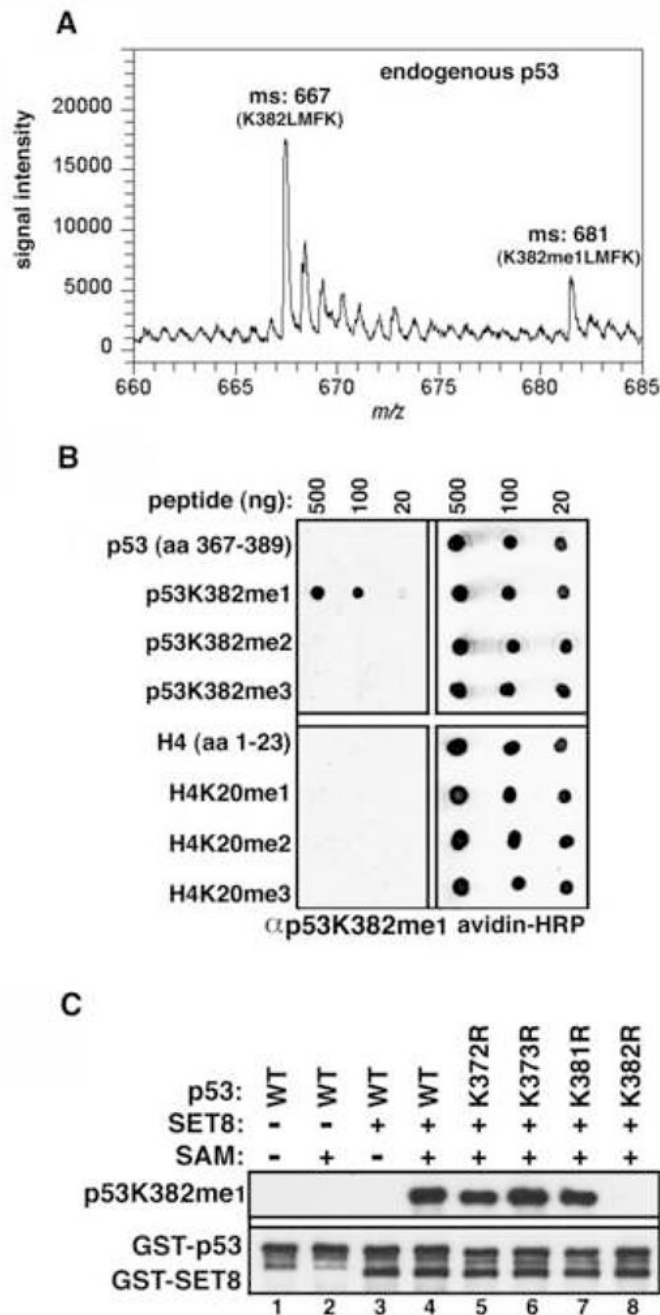 A
endogenous p53
ms: 667
(K382LMFK)
ms: 681
(K382me1LMFK)
signal intensity
20000
15000
10000
5000
0
660 665 670 675 680 685
m/z
B
peptide (ng): 500 100 20 500 100 20
p53 (aa 367-389)
p53K382me1
p53K382me2
p53K382me3
H4 (aa 1-23)
H4K20me1
H4K20me2
H4K20me3
αp53K382me1 avidin-HRP
C
p53: WT WT WT WT K372R K373R K381R K382R
SET8: - - + + + + + +
SAM: - + - + + + + +
p53K382me1
GST-p53
GST-SET8
1 2 3 4 5 6 7 8